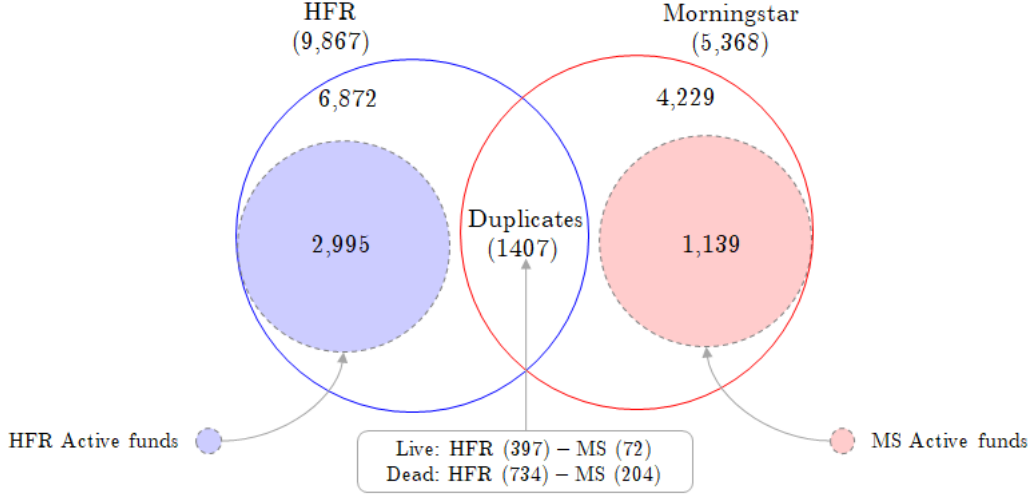 HFR
(9,867)
Morningstar
(5,368)
6,872
4,229
Duplicates
(1407)
2,995
1,139
HFR Active funds
MS Active funds
Live: HFR (397) – MS (72)
Dead: HFR (734) – MS (204)